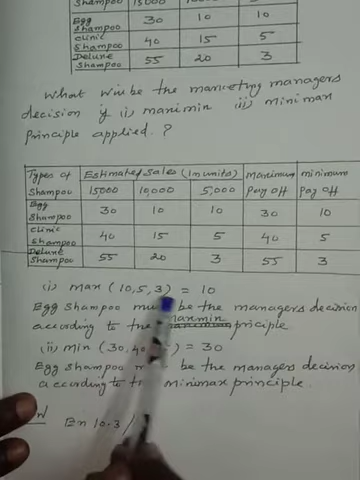 Shampoo 15000
Egg Shampoo 30 10 10
Clinic Shampoo 40 15 5
Deluxe Shampoo 55 20 3
What will be the marketing managers
decision if (i) maximin (ii) minimax
Principle applied.?
Types of Shampoo Estimated Sales (In units) maximum Pay off minimum Pay off
15000 10,000 5,000
Egg Shampoo 30 10 10 30 10
Clinic Shampoo 40 15 5 40 5
Deluxe Shampoo 55 20 3 55 3
(i) max (10, 5, 3) = 10
Egg Shampoo be the managers decision
according to the maxmin principle
(ii) min (30, 40 ) = 30
Egg Shampoo be the managers decision
according to the minimax principle.
Ex 10.3/